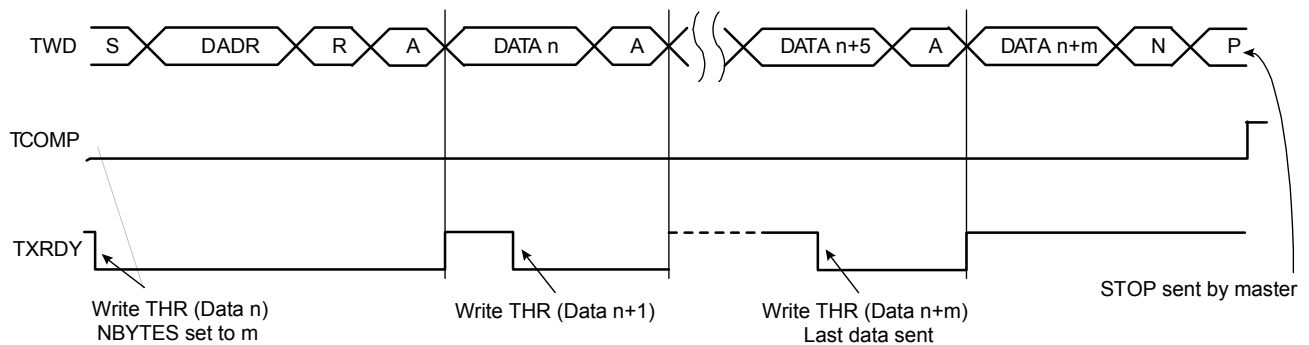 TWD S DADR R A DATA n A DATA n+5 A DATA n+m N P
TCOMP
TXRDY
Write THR (Data n)
NBYTES set to m
Write THR (Data n+1)
Write THR (Data n+m)
Last data sent
STOP sent by master